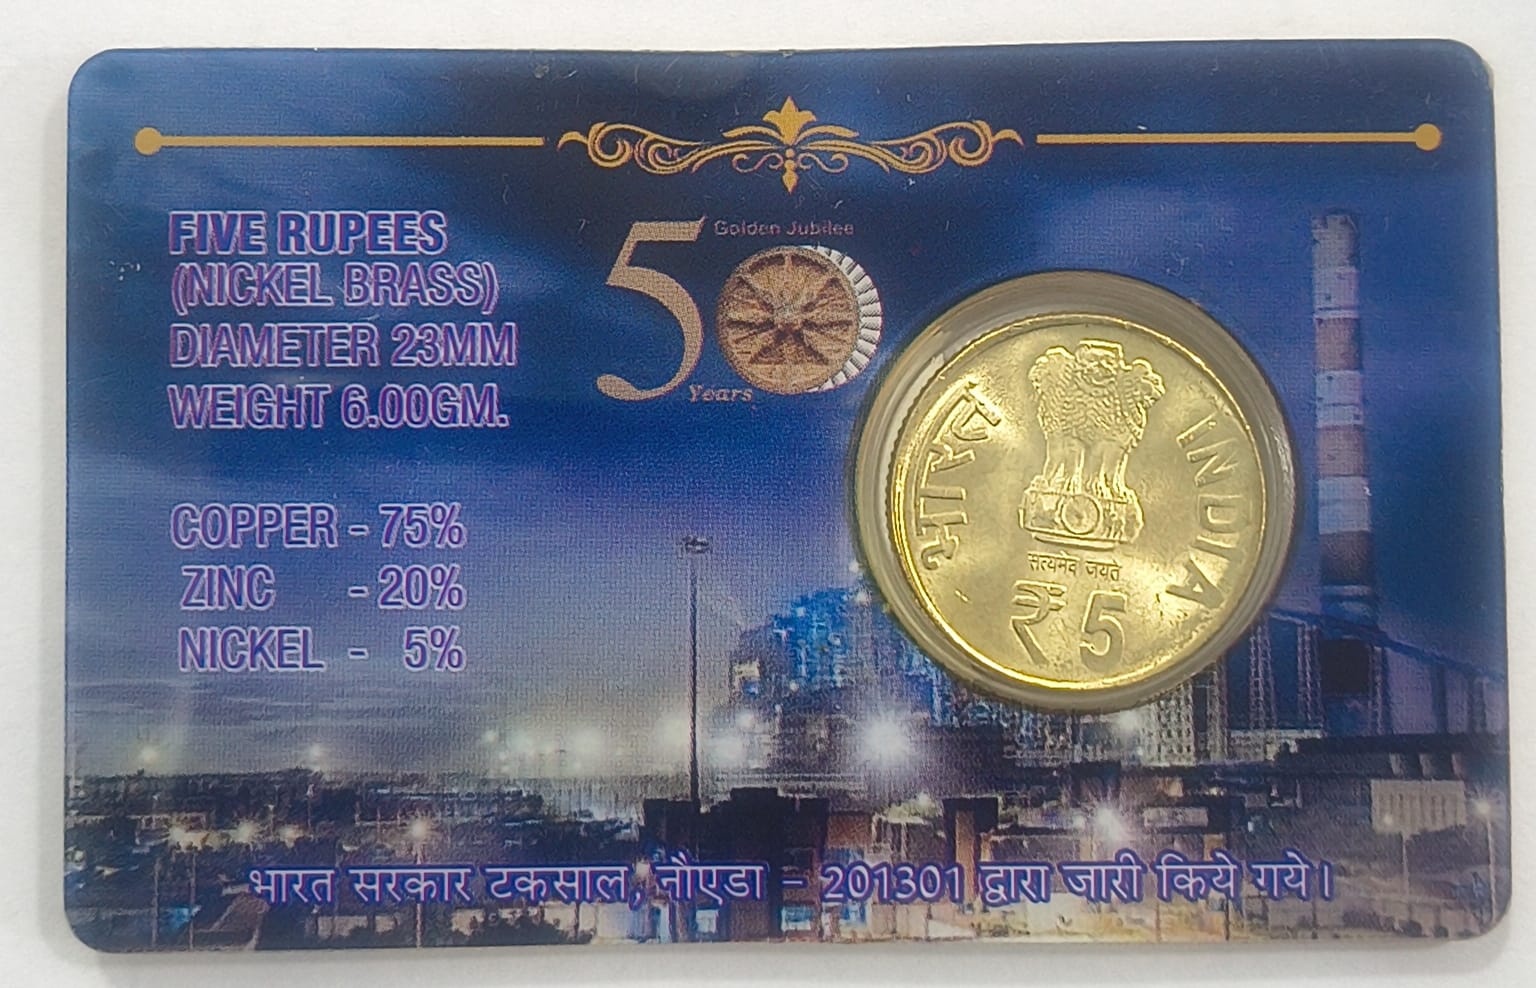 FIVE RUPEES
(NICKEL BRASS)
DIAMETER 23MM
WEIGHT 6.00GM.
COPPER - 75%
ZINC - 20%
NICKEL - 5%
50 Golden Jubilee
Years
भारत
INDIA
सत्यमेव जयते
₹ 5
भारत सरकार टकसाल, नौएडा - 201301 द्वारा जारी किये गये।